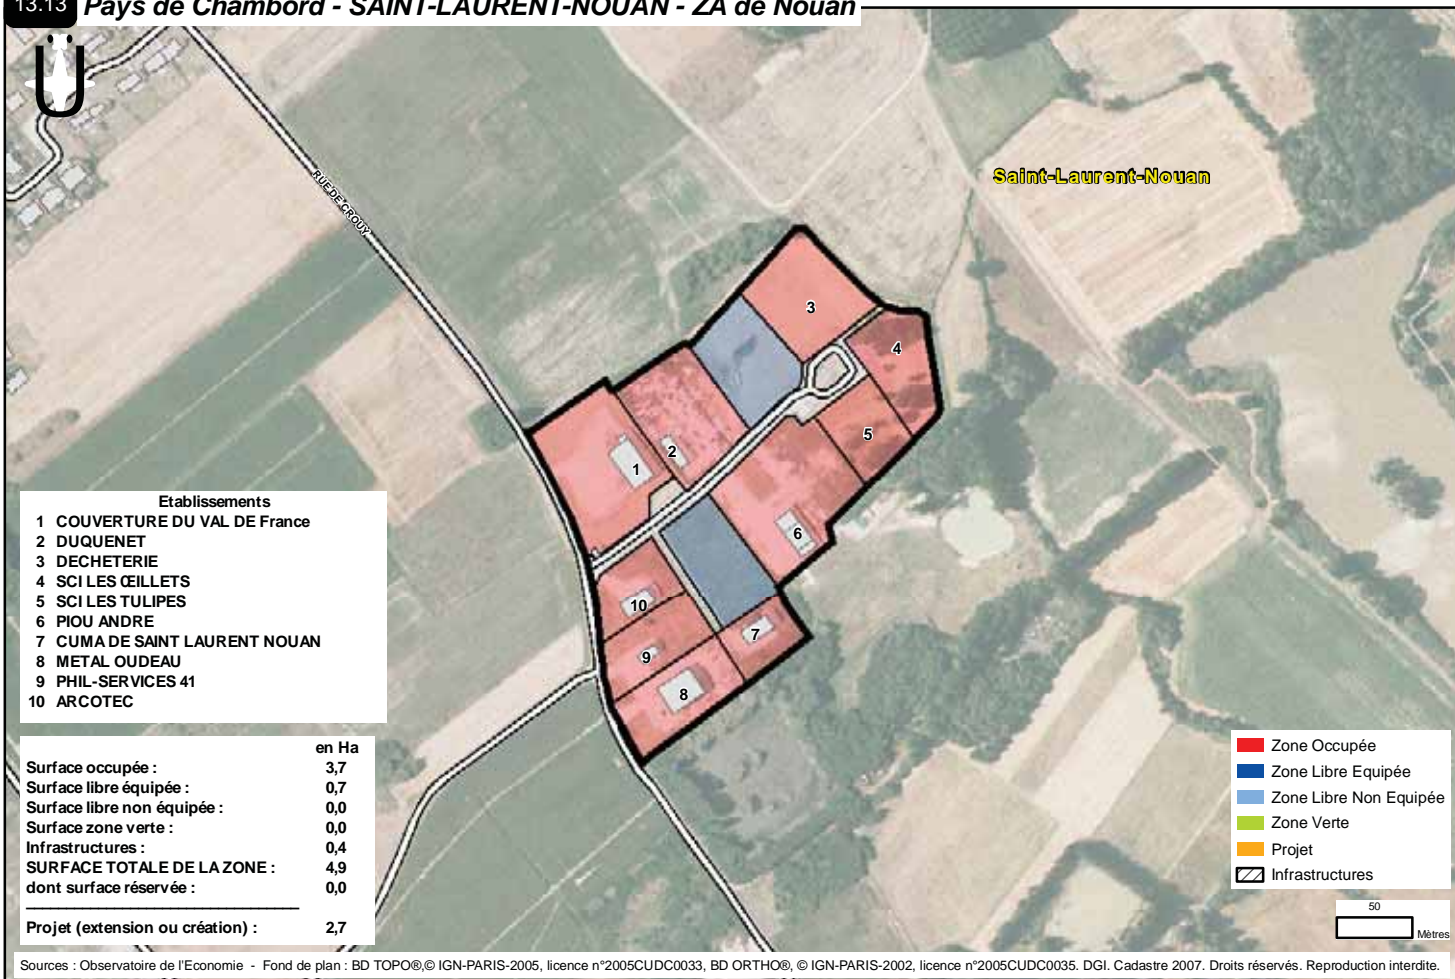 13.13 Pays de Chambord - SAINT-LAURENT-NOUAN - ZA de Nouan
Ü
RUE DE CROUY
Saint-Laurent-Nouan
3
4
5
2
1
6
10
7
9
8
Etablissements
1 COUVERTURE DU VAL DE France
2 DUQUENET
3 DECHETERIE
4 SCI LES ŒILLETS
5 SCI LES TULIPES
6 PIOU ANDRE
7 CUMA DE SAINT LAURENT NOUAN
8 METAL OUDEAU
9 PHIL-SERVICES 41
10 ARCOTEC
en Ha
Surface occupée : 3,7
Surface libre équipée : 0,7
Surface libre non équipée : 0,0
Surface zone verte : 0,0
Infrastructures : 0,4
SURFACE TOTALE DE LA ZONE : 4,9
dont surface réservée : 0,0
Projet (extension ou création) : 2,7
Zone Occupée
Zone Libre Equipée
Zone Libre Non Equipée
Zone Verte
Projet
Infrastructures
50
Mètres
Sources : Observatoire de l'Economie - Fond de plan : BD TOPO®,© IGN-PARIS-2005, licence n°2005CUDC0033, BD ORTHO®, © IGN-PARIS-2002, licence n°2005CUDC0035. DGI. Cadastre 2007. Droits réservés. Reproduction interdite.